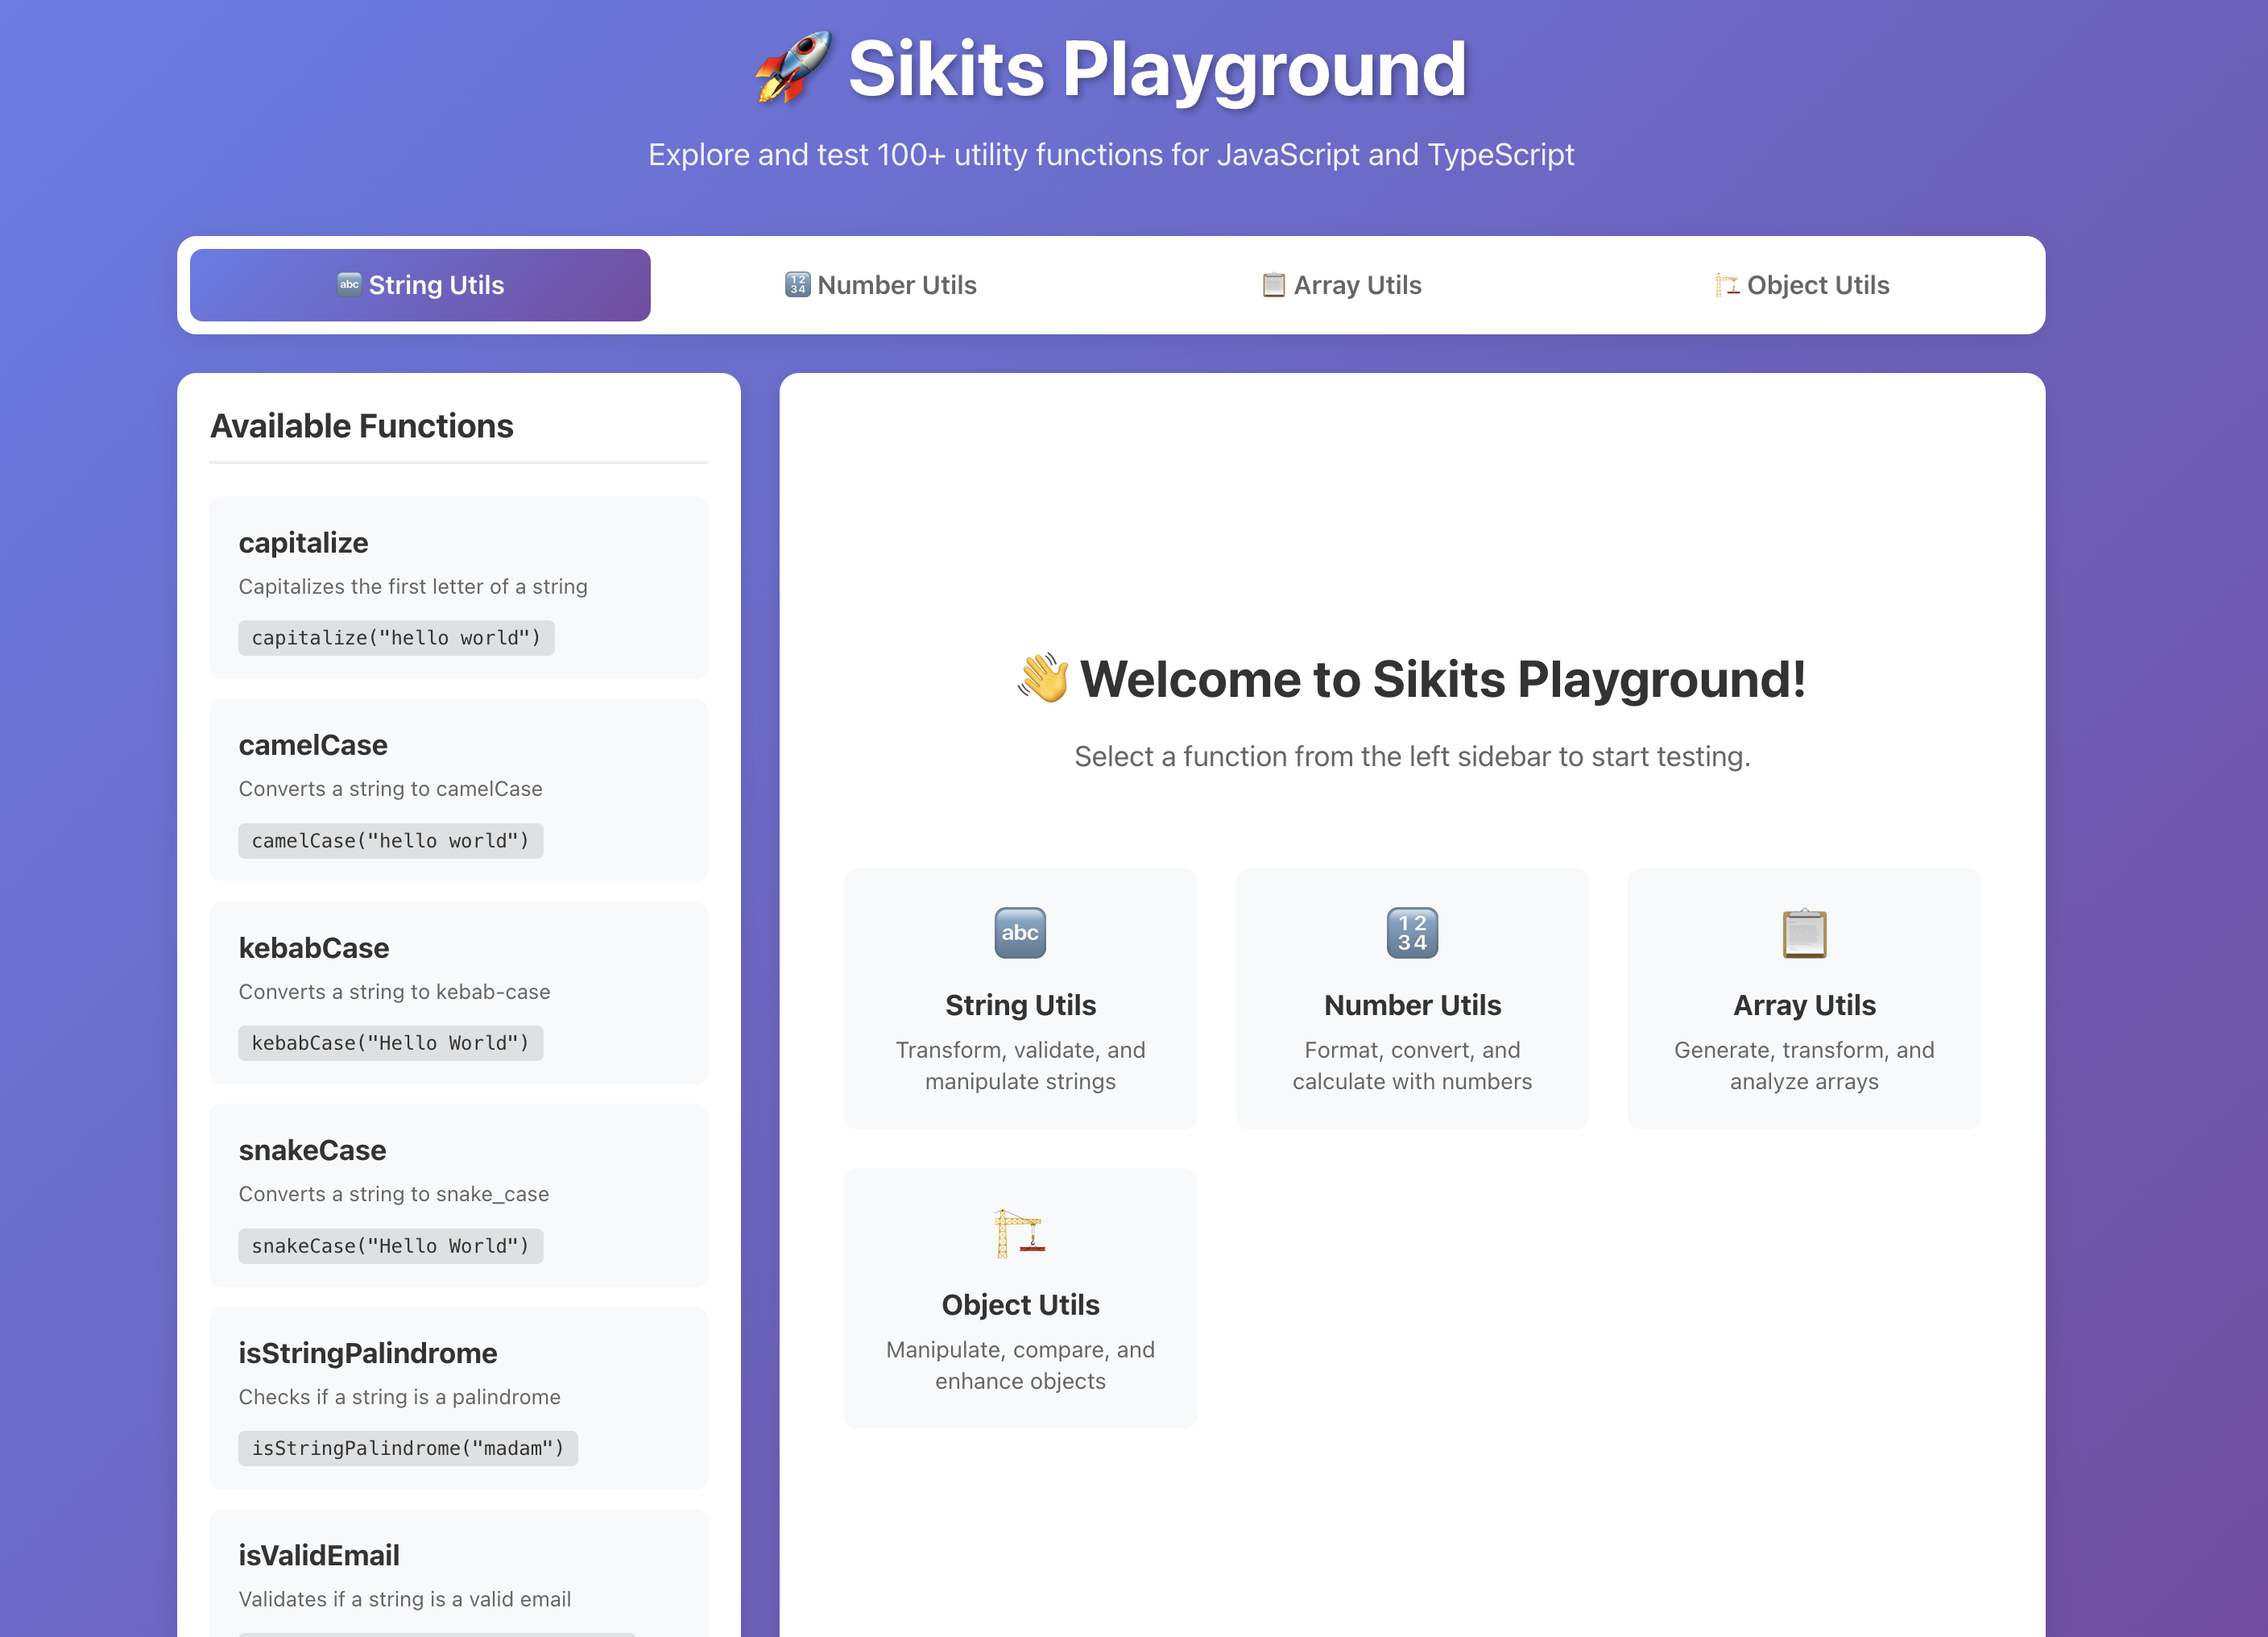 Sikits Playground
Explore and test 100+ utility functions for JavaScript and TypeScript
String Utils
Number Utils
Array Utils
Object Utils
Available Functions
capitalize
Capitalizes the first letter of a string
capitalize("hello world")
camelCase
Converts a string to camelCase
camelCase("hello world")
kebabCase
Converts a string to kebab-case
kebabCase("Hello World")
snakeCase
Converts a string to snake_case
snakeCase("Hello World")
isStringPalindrome
Checks if a string is a palindrome
isStringPalindrome("madam")
isValidEmail
Validates if a string is a valid email
Welcome to Sikits Playground!
Select a function from the left sidebar to start testing.
abc
String Utils
Transform, validate, and
manipulate strings
12
34
Number Utils
Format, convert, and
calculate with numbers
Array Utils
Generate, transform, and
analyze arrays
Object Utils
Manipulate, compare, and
enhance objects